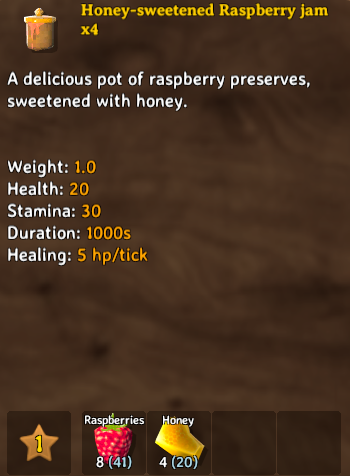 Honey-sweetened Raspberry jam
x4
A delicious pot of raspberry preserves,
sweetened with honey.
Weight: 1.0
Health: 20
Stamina: 30
Duration: 1000s
Healing: 5 hp/tick
1
Raspberries
8 (41)
Honey
4 (20)